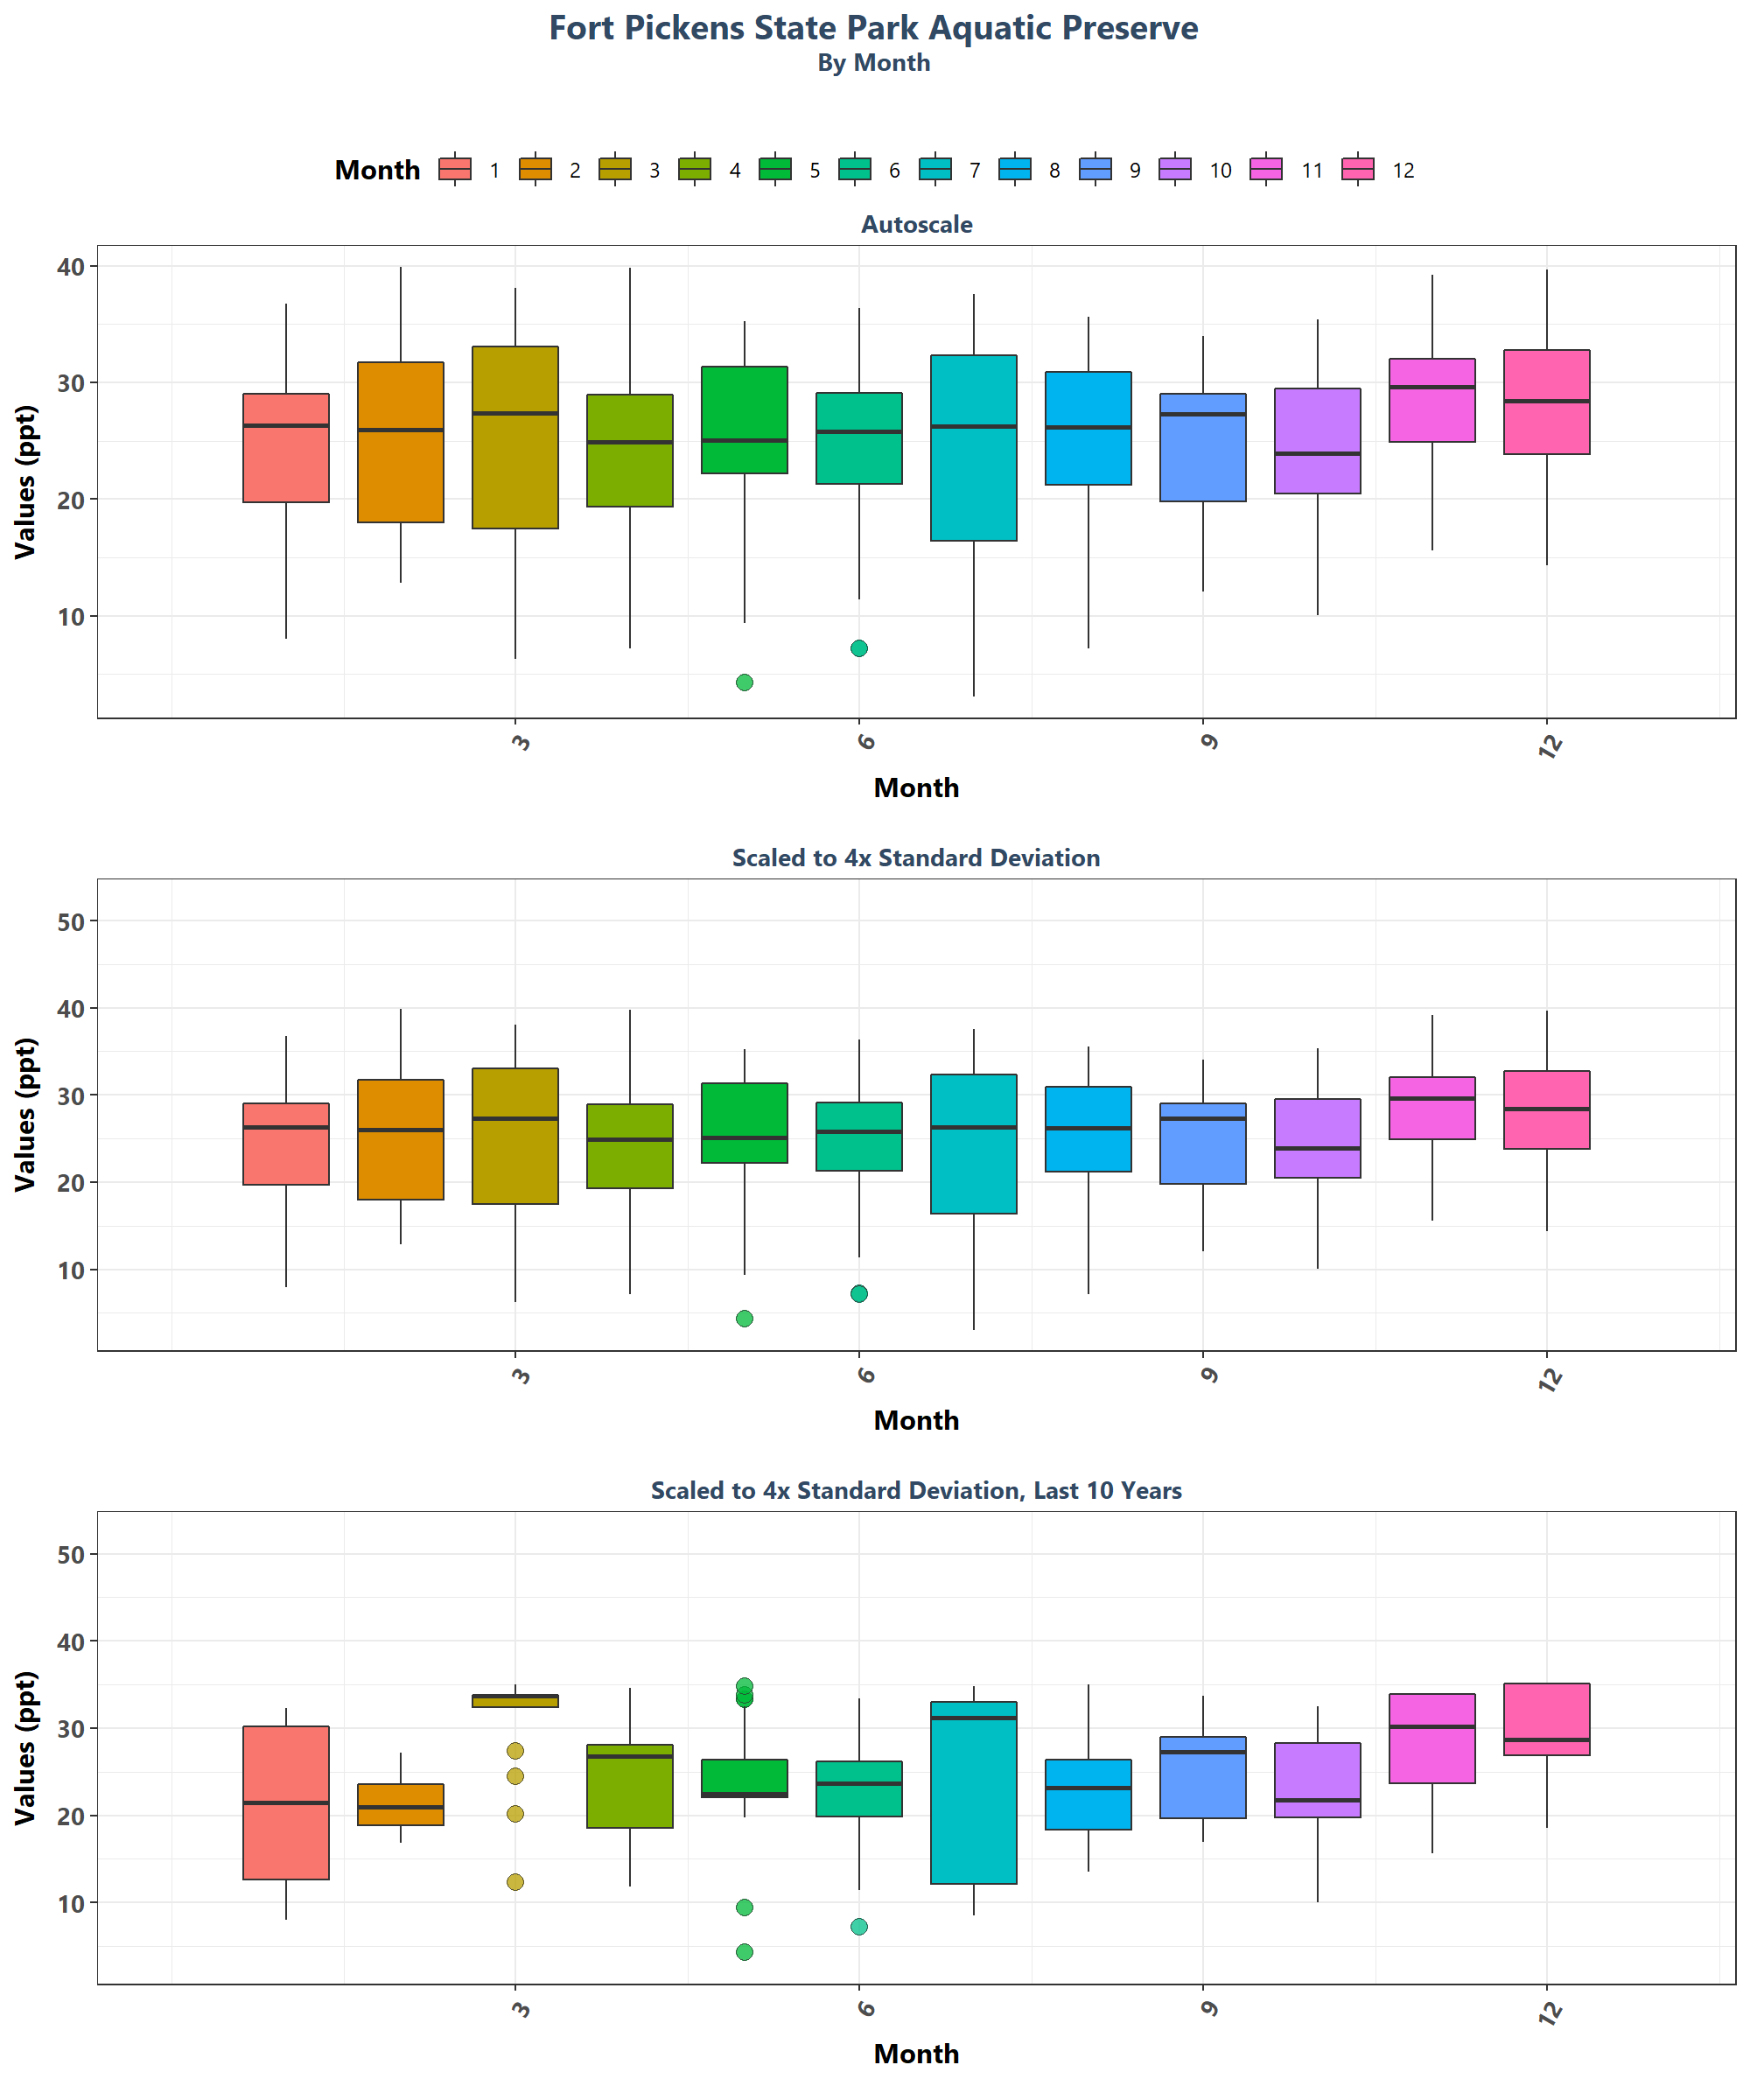 Fort Pickens State Park Aquatic Preserve
By Month
Month 1 2 3 4 5 6 7 8 9 10 11 12
Autoscale
40
30
20
10
Values (ppt)
3 6 9 12
Month
Scaled to 4x Standard Deviation
50
40
30
20
10
Values (ppt)
3 6 9 12
Month
Scaled to 4x Standard Deviation, Last 10 Years
50
40
30
20
10
Values (ppt)
3 6 9 12
Month